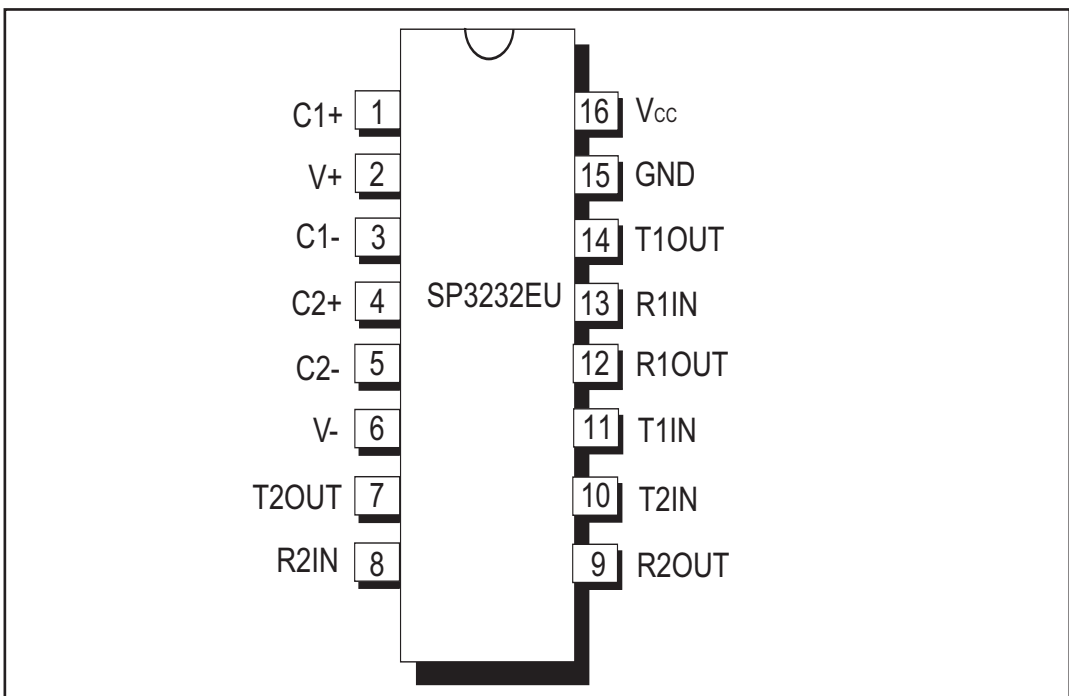 C1+ 1 16 Vcc
V+ 2 15 GND
C1- 3 14 T1OUT
C2+ 4 SP3232EU 13 R1IN
C2- 5 12 R1OUT
V- 6 11 T1IN
T2OUT 7 10 T2IN
R2IN 8 9 R2OUT